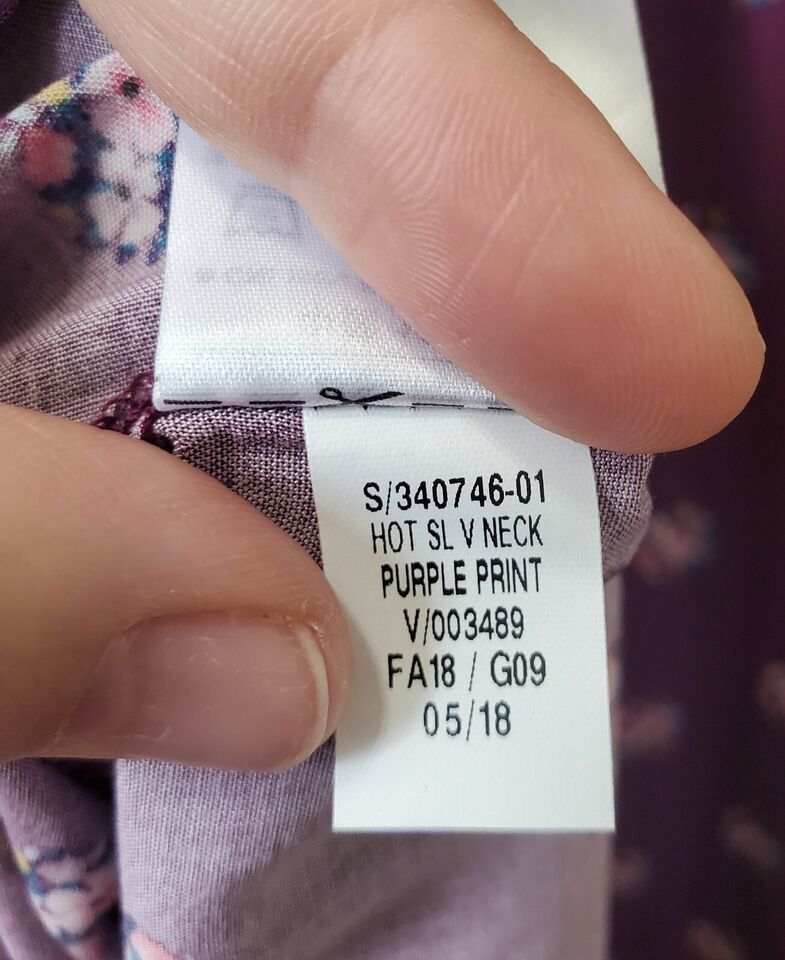 S/340746-01
HOT SL V NECK
PURPLE PRINT
V/003489
FA18 / G09
05/18